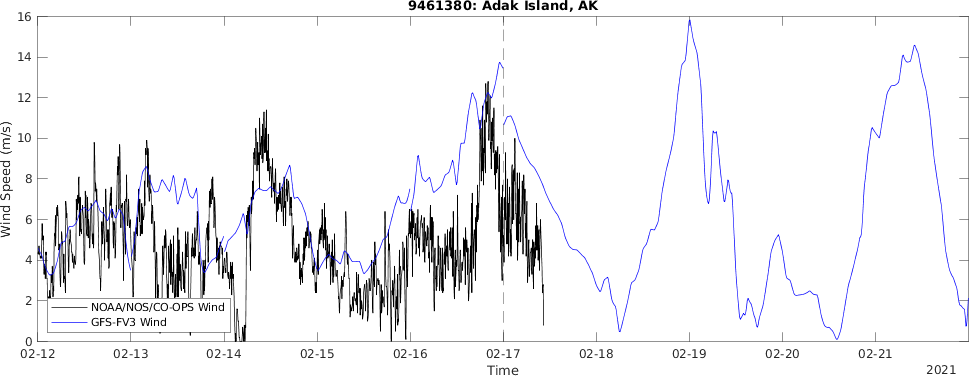 9461380: Adak Island, AK
Wind Speed (m/s)
16
14
12
10
8
6
4
2
0
NOAA/NOS/CO-OPS Wind
GFS-FV3 Wind
02-12 02-13 02-14 02-15 02-16 02-17 02-18 02-19 02-20 02-21
Time
2021